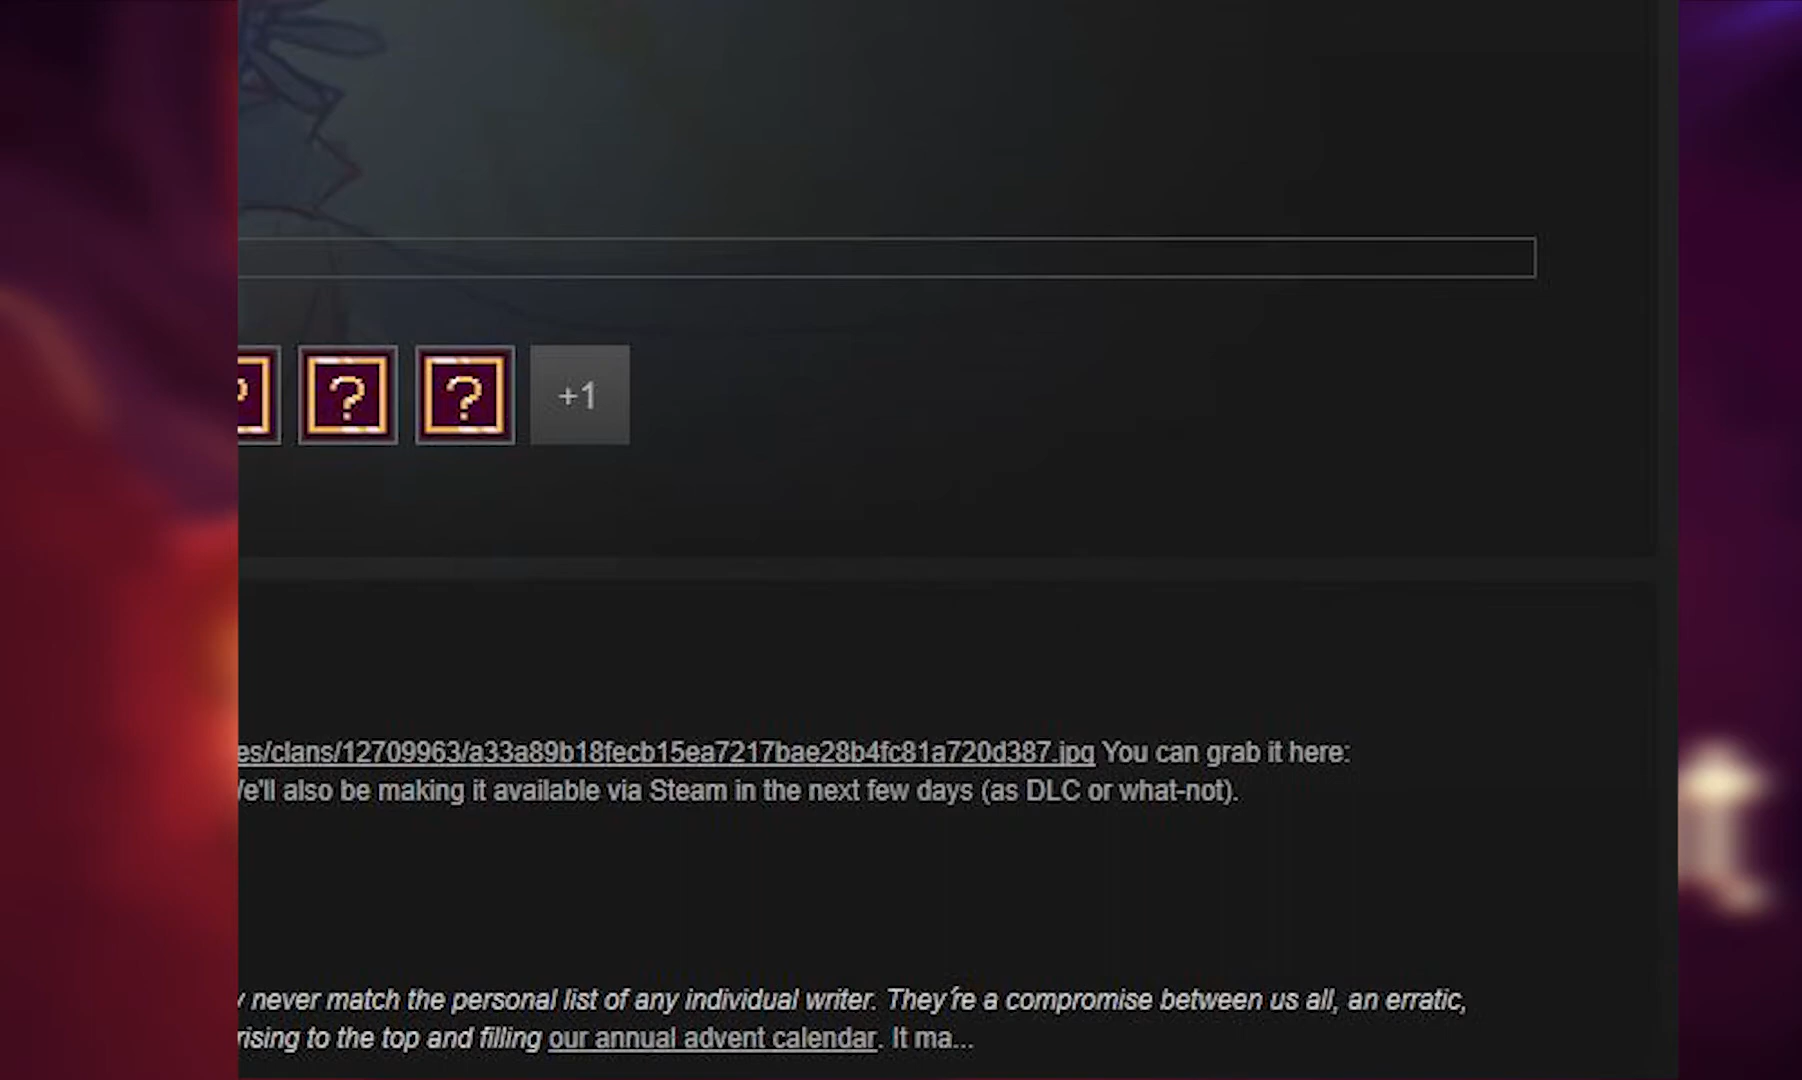 ? ?
+1
es/clans/12709963/a33a89b18fecb15ea7217bae28b4fc81a720d387.jpg You can grab it here:
e'll also be making it available via Steam in the next few days (as DLC or what-not).
never match the personal list of any individual writer. They're a compromise between us all, an erratic,
rising to the top and filling our annual advent calendar. It ma...